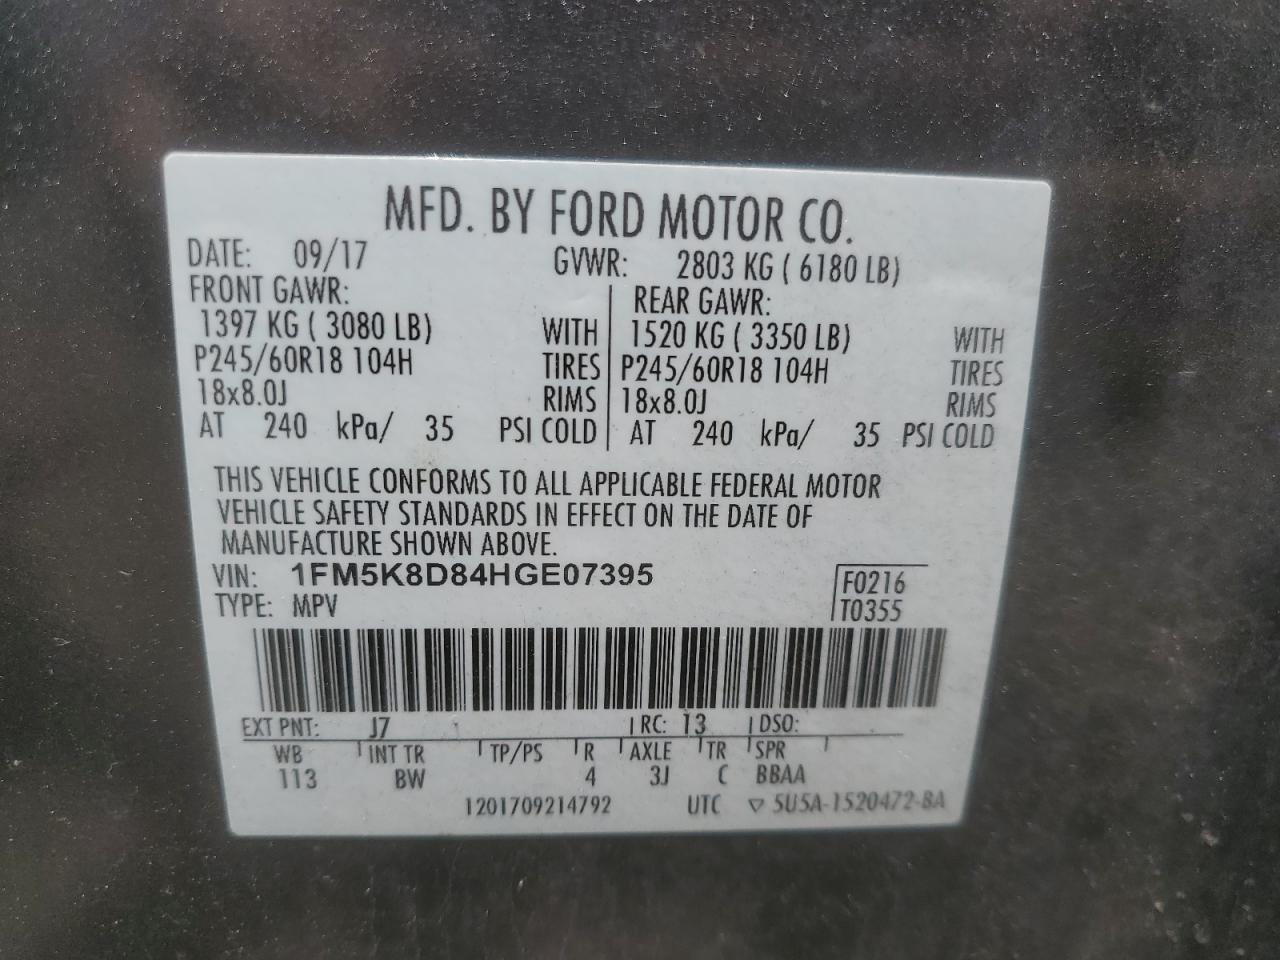 MFD. BY FORD MOTOR CO.
DATE: 09/17 GVWR: 2803 KG ( 6180 LB)
FRONT GAWR: REAR GAWR:
1397 KG ( 3080 LB) WITH 1520 KG ( 3350 LB) WITH
P245/60R18 104H TIRES P245/60R18 104H TIRES
18x8.0J RIMS 18x8.0J RIMS
AT 240 kPa/ 35 PSI COLD AT 240 kPa/ 35 PSI COLD
THIS VEHICLE CONFORMS TO ALL APPLICABLE FEDERAL MOTOR
VEHICLE SAFETY STANDARDS IN EFFECT ON THE DATE OF
MANUFACTURE SHOWN ABOVE.
VIN: 1FM5K8D84HGE07395 F0216
TYPE: MPV T0355
EXT PNT: J7 RC: 13 DSO:
WB INT TR TP/PS R AXLE TR SPR
113 BW 4 3J C BBAA
1201709214792 UTC ▽ 5U5A-1520472-BA